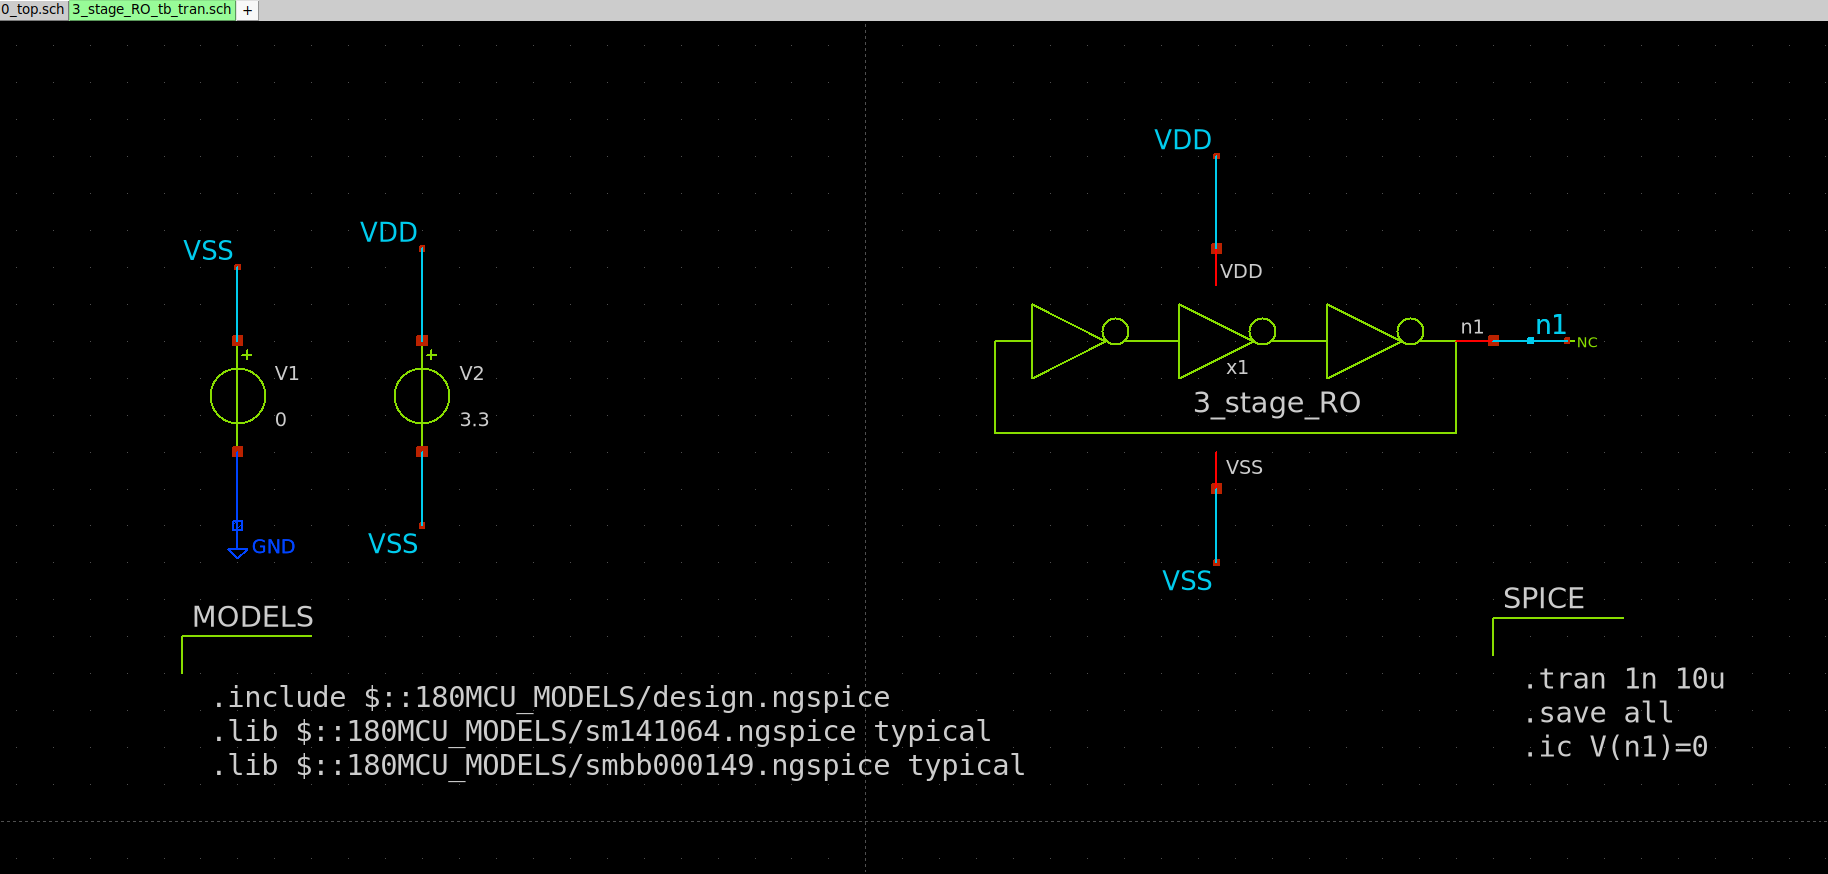 0_top.sch 3_stage_RO_tb_tran.sch +
VSS
VDD
+
V1
0
+
V2
3.3
GND
VSS
VDD
VDD
n1
n1
NC
x1
3_stage_RO
VSS
VSS
MODELS
.include $::180MCU_MODELS/design.ngspice
.lib $::180MCU_MODELS/sm141064.ngspice typical
.lib $::180MCU_MODELS/smbb000149.ngspice typical
SPICE
.tran 1n 10u
.save all
.ic V(n1)=0